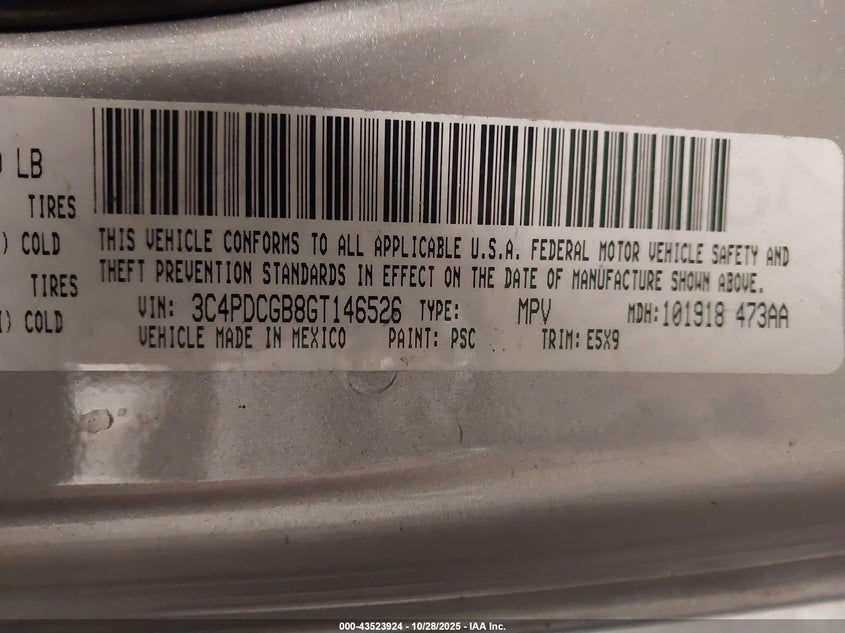 LB
TIRES
) COLD
TIRES
) COLD
THIS VEHICLE CONFORMS TO ALL APPLICABLE U.S.A. FEDERAL MOTOR VEHICLE SAFETY AND
THEFT PREVENTION STANDARDS IN EFFECT ON THE DATE OF MANUFACTURE SHOWN ABOVE.
VIN: 3C4PDCGB8GT146526 TYPE: MPV MDH:101918 473AA
VEHICLE MADE IN MEXICO PAINT: PSC TRIM: E5X9
000-43523924 - 10/28/2025 - IAA Inc.